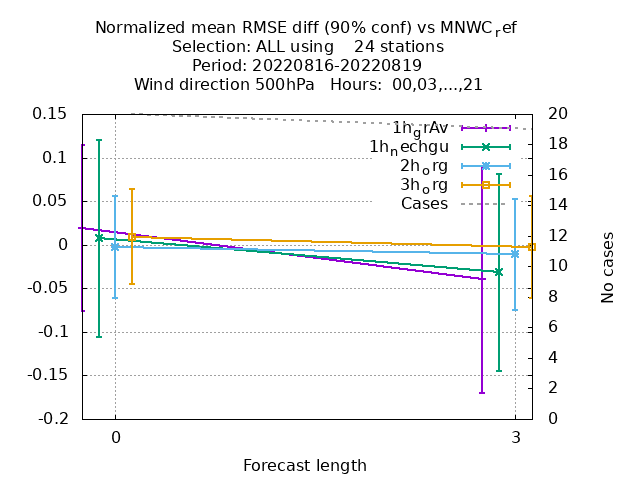 Normalized mean RMSE diff (90% conf) vs MNWC_ref
Selection: ALL using 24 stations
Period: 20220816-20220819
Wind direction 500hPa Hours: 00,03,...,21
0.15
0.1
0.05
0
-0.05
-0.1
-0.15
-0.2
20
18
16
14
12
10
8
6
4
2
0
1h_grAv
1h_nechgu
2h_org
3h_org
Cases
No cases
0 3
Forecast length